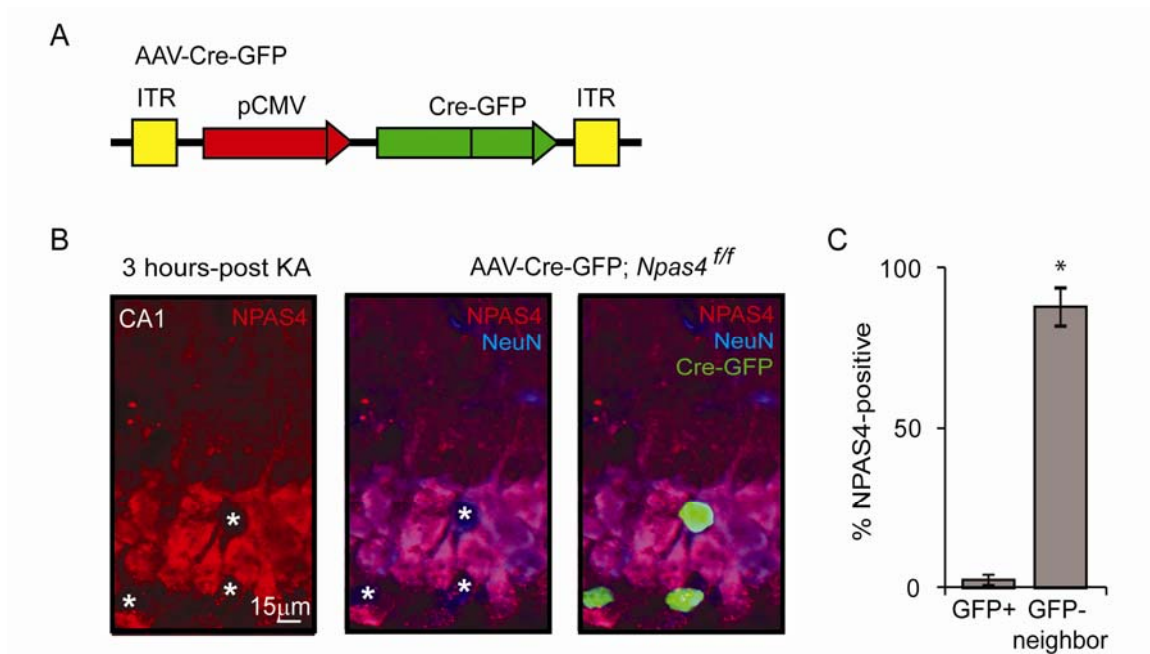 A
AAV-Cre-GFP
ITR
pCMV
Cre-GFP
ITR
B
3 hours-post KA
AAV-Cre-GFP; Npas4 f/f
CA1
NPAS4
*
*
*
15µm
NPAS4
NeuN
*
*
*
NPAS4
NeuN
Cre-GFP
C
% NPAS4-positive
100
50
0
*
GFP+
GFP-
neighbor